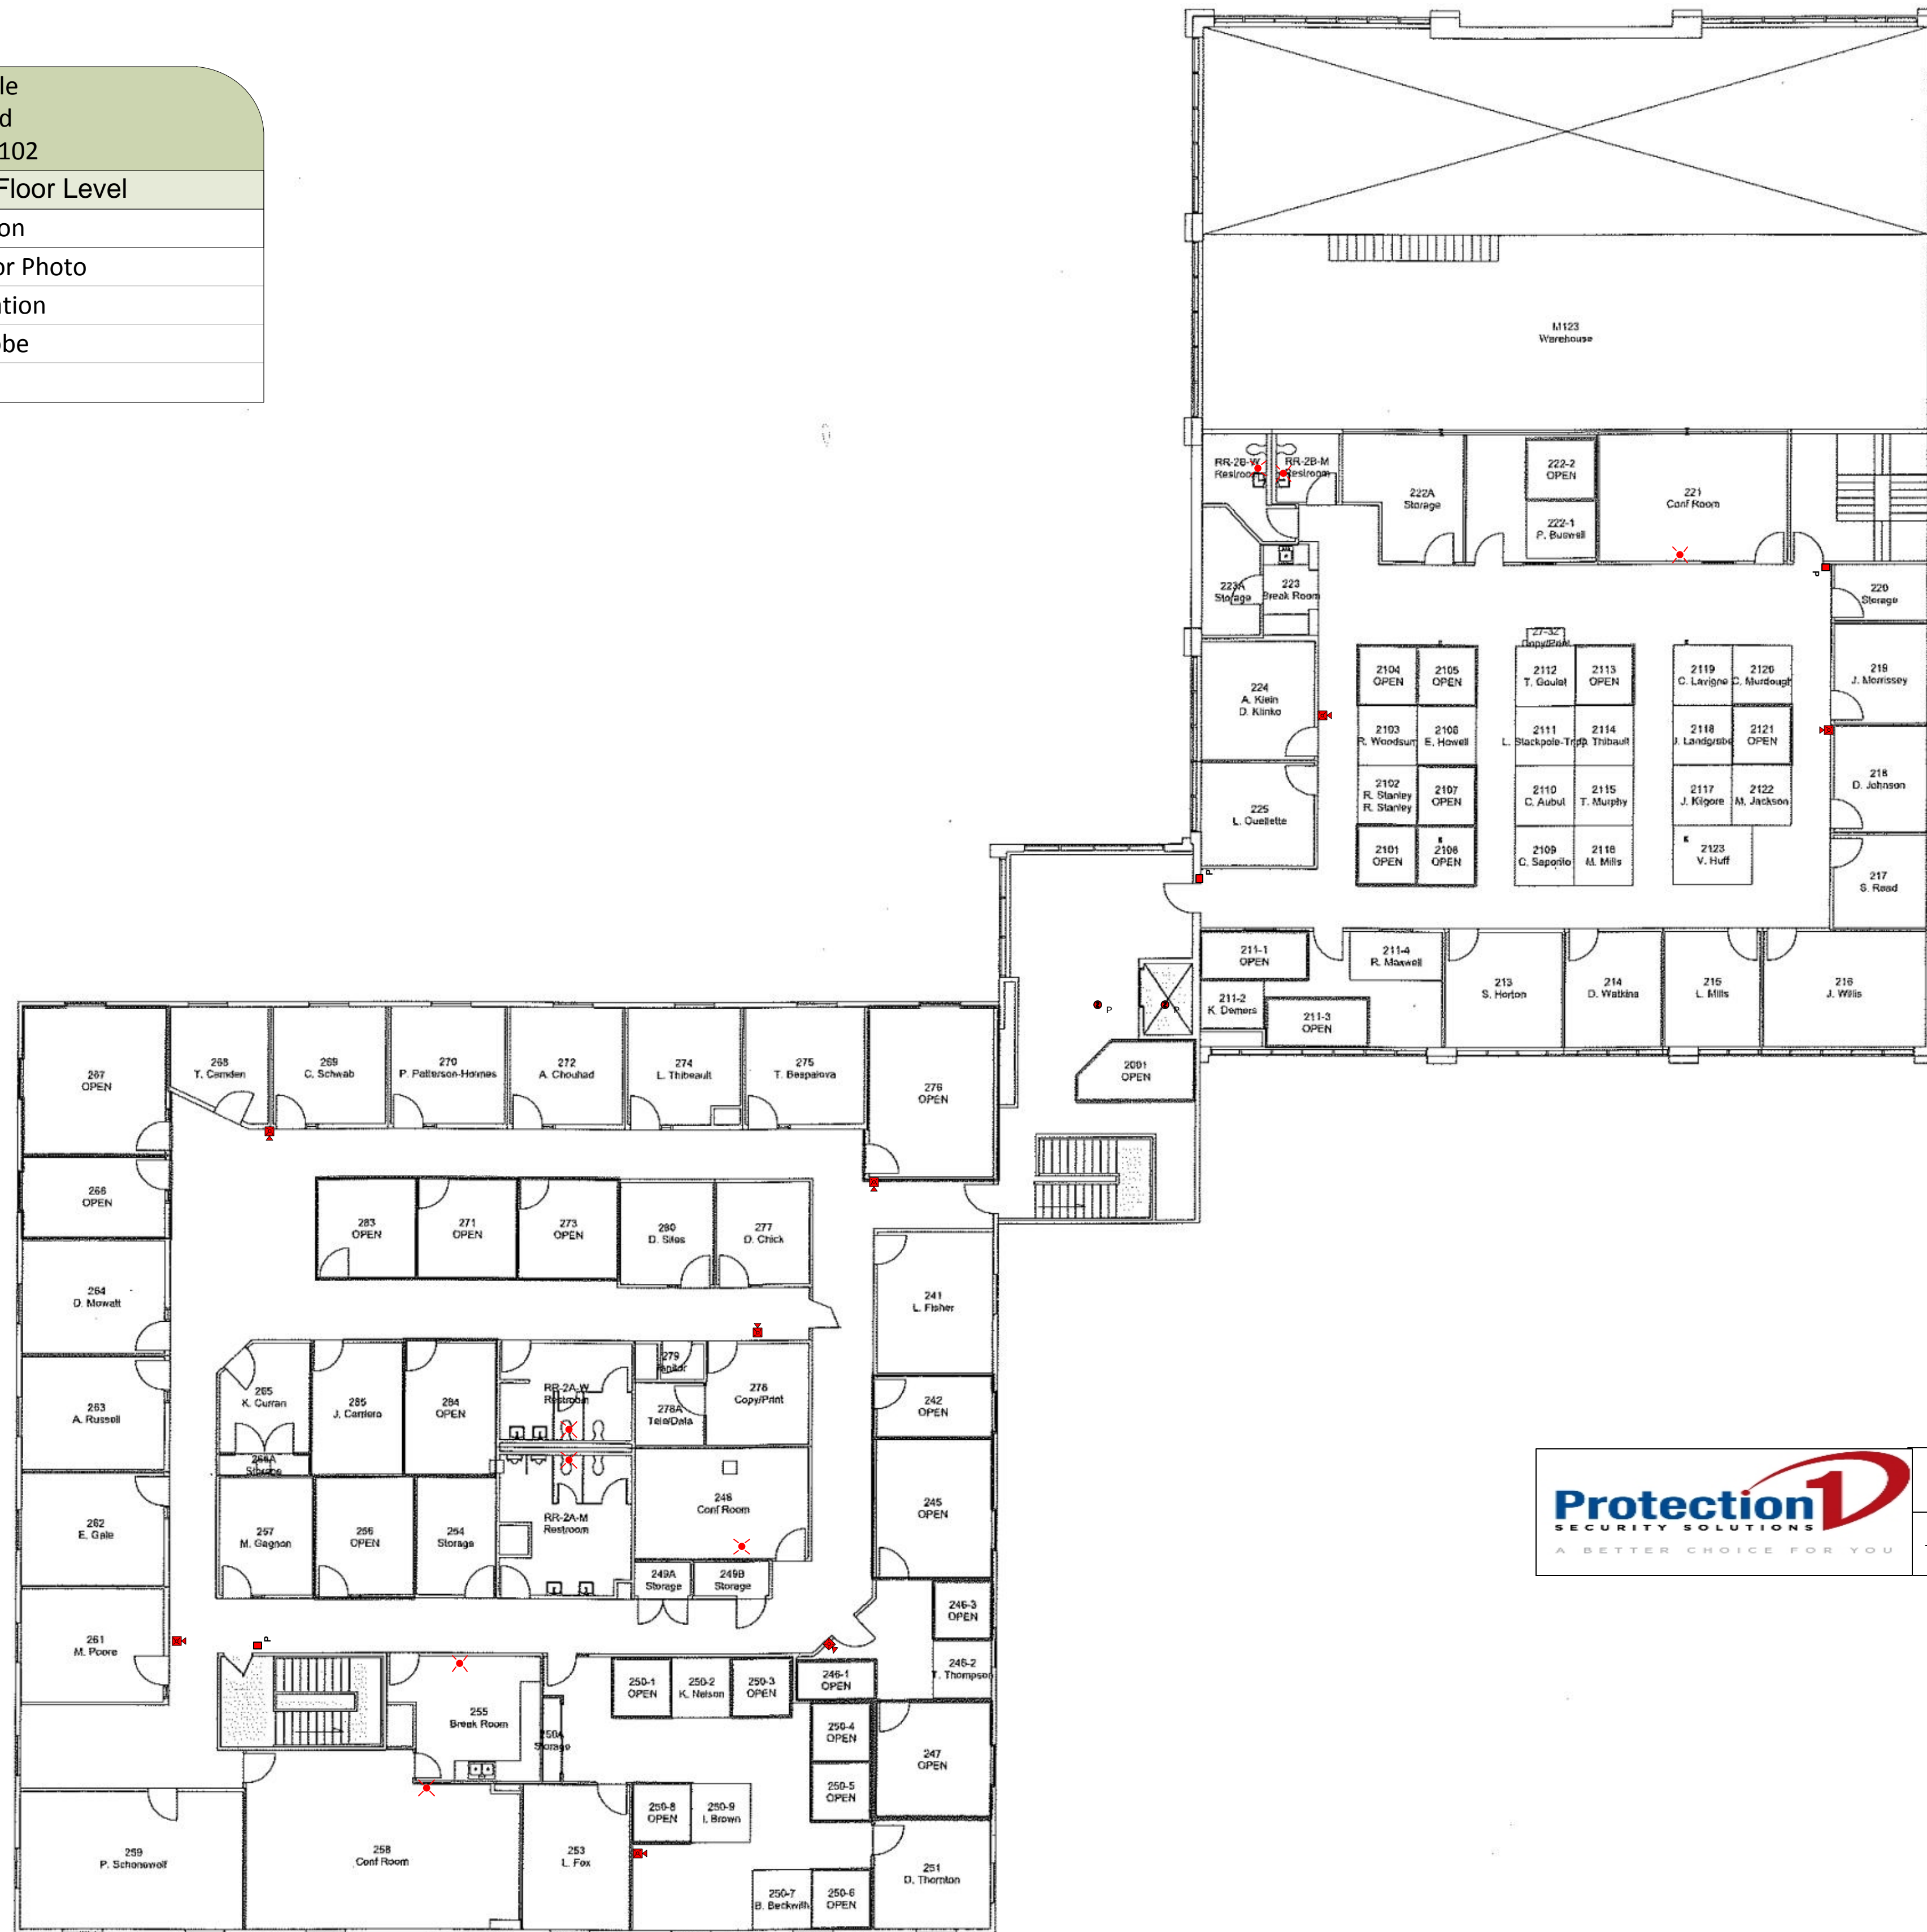 le
d
102
Floor Level
on
or Photo
ation
obe
M123
Warehouse
RR-2B-W
Restroom
RR-2B-M
Restroom
222A
Storage
222-2
OPEN
222-1
P. Buswell
221
Conf Room
223A
Storage
223
Break Room
220
Storage
27-32
Copy/Print
224
A. Klein
D. Klinko
2104
OPEN
2105
OPEN
2112
T. Goulet
2113
OPEN
2119
C. Lavigne
2120
C. Murdough
219
J. Morrissey
2103
R. Woodsum
2106
E. Howell
2111
L. Stackpole-Tripp
2114
Thibault
2118
J. Landgrabe
2121
OPEN
218
D. Johnson
2102
R. Stanley
R. Stanley
2107
OPEN
2110
C. Aubut
2115
T. Murphy
2117
J. Kilgore
2122
M. Jackson
225
L. Ouellette
2101
OPEN
2108
OPEN
2109
C. Saporito
2116
M. Mills
2123
V. Huff
217
S. Read
P
P
211-1
OPEN
211-4
R. Maxwell
211-2
K. Demers
211-3
OPEN
213
S. Horton
214
D. Watkins
215
L. Mills
216
J. Willis
P
P
2001
OPEN
267
OPEN
268
T. Camden
269
C. Schwab
270
P. Patterson-Holmes
272
A. Chouhad
274
L. Thibeault
275
T. Bespalova
276
OPEN
266
OPEN
283
OPEN
271
OPEN
273
OPEN
280
D. Sites
277
D. Chick
264
D. Mowatt
241
L. Fisher
263
A. Russell
265
K. Curran
285
J. Carriero
284
OPEN
RR-2A-W
Restroom
279
Janitor
278A
Tele/Data
278
Copy/Print
242
OPEN
266A
Storage
262
E. Gale
257
M. Gagnon
256
OPEN
254
Storage
RR-2A-M
Restroom
248
Conf Room
245
OPEN
249A
Storage
249B
Storage
246-3
OPEN
261
M. Poore
P
246-2
T. Thompson
250-1
OPEN
250-2
K. Nelson
250-3
OPEN
246-1
OPEN
255
Break Room
250A
Storage
250-4
OPEN
247
OPEN
250-5
OPEN
250-8
OPEN
250-9
I. Brown
259
P. Schonewolf
258
Conf Room
253
L. Fox
250-7
B. Beckwith
250-6
OPEN
251
D. Thornton
Protection 1
SECURITY SOLUTIONS
A BETTER CHOICE FOR YOU